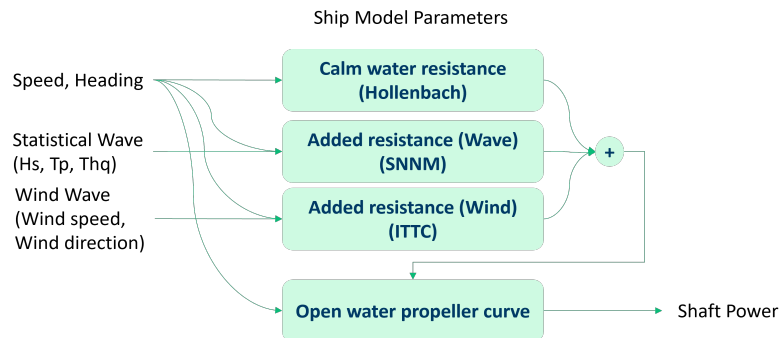 Ship Model Parameters
Speed, Heading
Calm water resistance
(Hollenbach)
Statistical Wave
(Hs, Tp, Thq)
Added resistance (Wave)
(SNNM)
+
Wind Wave
(Wind speed,
Wind direction)
Added resistance (Wind)
(ITTC)
Open water propeller curve
Shaft Power